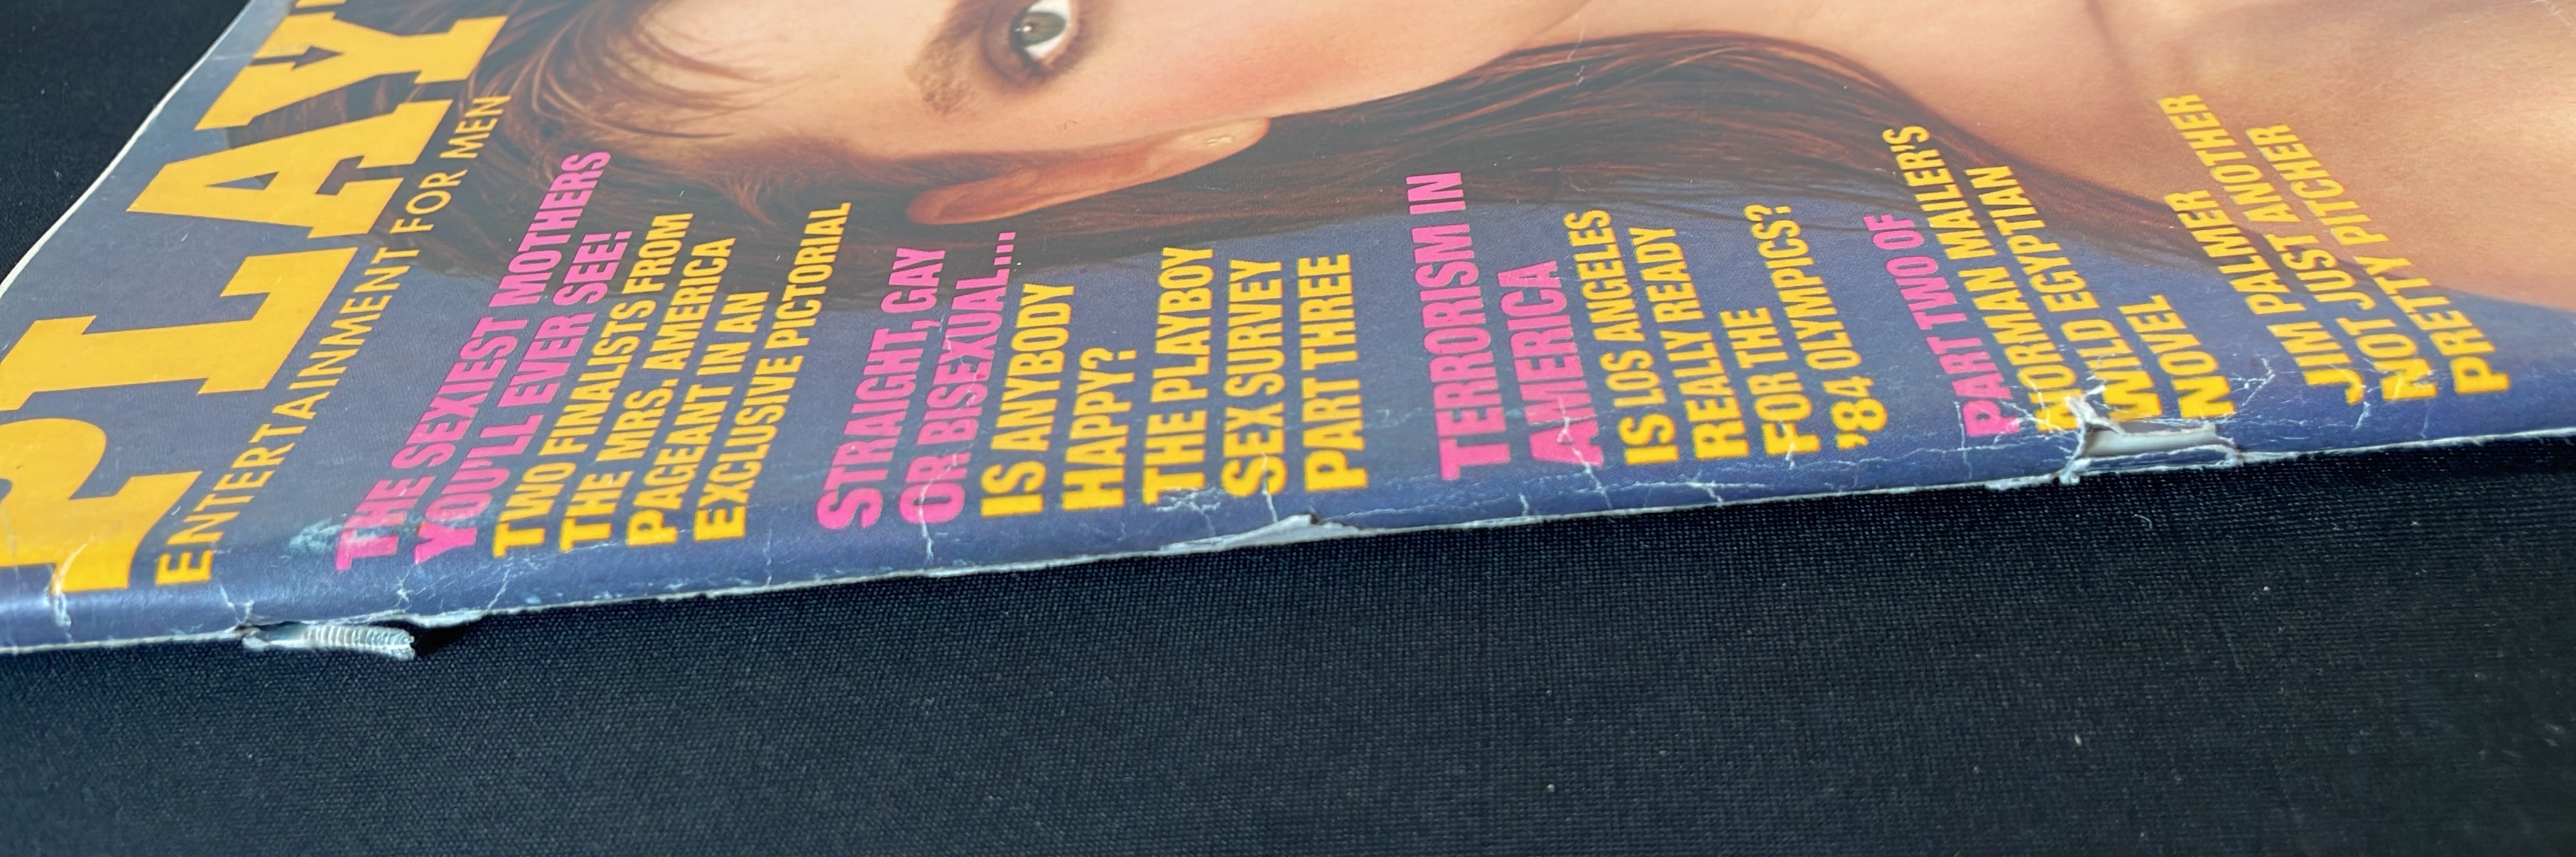 PLAY
ENTERTAINMENT FOR MEN
THE SEXIEST MOTHERS
YOU'LL EVER SEE!
TWO FINALISTS FROM
THE MRS. AMERICA
PAGEANT IN AN
EXCLUSIVE PICTORIAL
STRAIGHT, GAY
OR BISEXUAL...
IS ANYBODY
HAPPY?
THE PLAYBOY
SEX SURVEY
PART THREE
TERRORISM IN
AMERICA
IS LOS ANGELES
REALLY READY
FOR THE
'84 OLYMPICS?
PART TWO OF
NORMAN MAILER'S
WILD EGYPTIAN
NOVEL
JIM PALMER
NOT JUST ANOTHER
PRETTY PITCHER